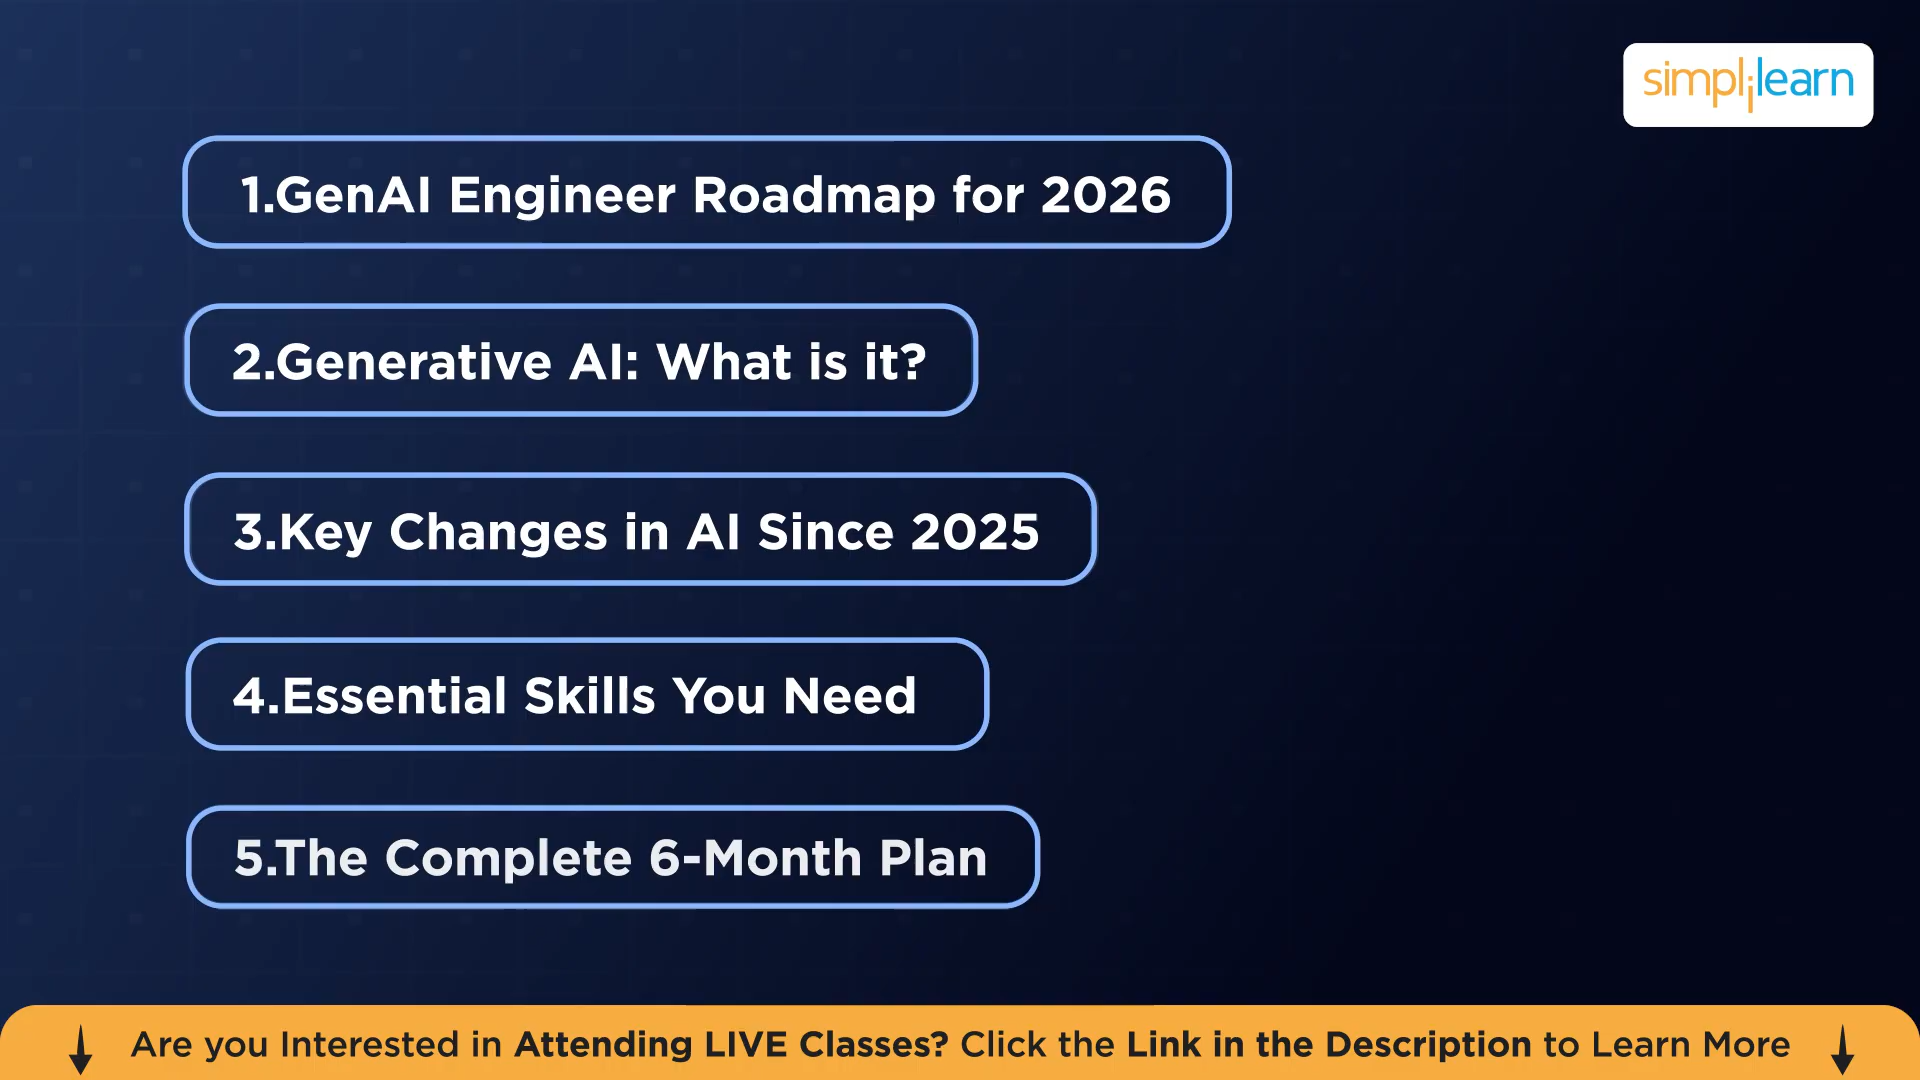 simplilearn
1.GenAI Engineer Roadmap for 2026
2.Generative AI: What is it?
3.Key Changes in AI Since 2025
4.Essential Skills You Need
5.The Complete 6-Month Plan
Are you Interested in Attending LIVE Classes? Click the Link in the Description to Learn More